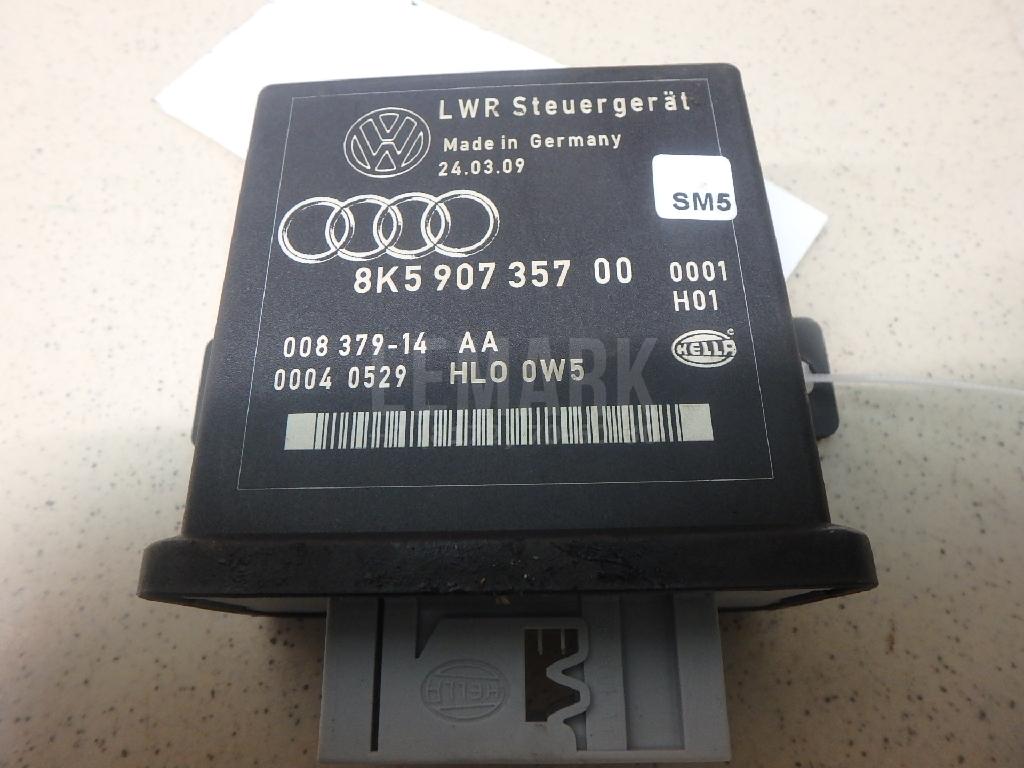 LWR Steuergerät
Made in Germany
24.03.09
SM5
8K5 907 357 00 0001
H01
008 379-14 AA
0004 0529 HLO 0W5
HELLA
LEMARK
HELLA